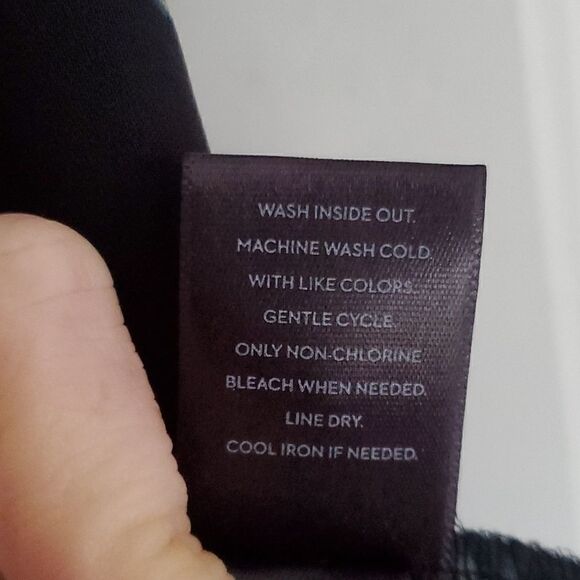 WASH INSIDE OUT.
MACHINE WASH COLD
WITH LIKE COLORS.
GENTLE CYCLE.
ONLY NON-CHLORINE
BLEACH WHEN NEEDED.
LINE DRY.
COOL IRON IF NEEDED.